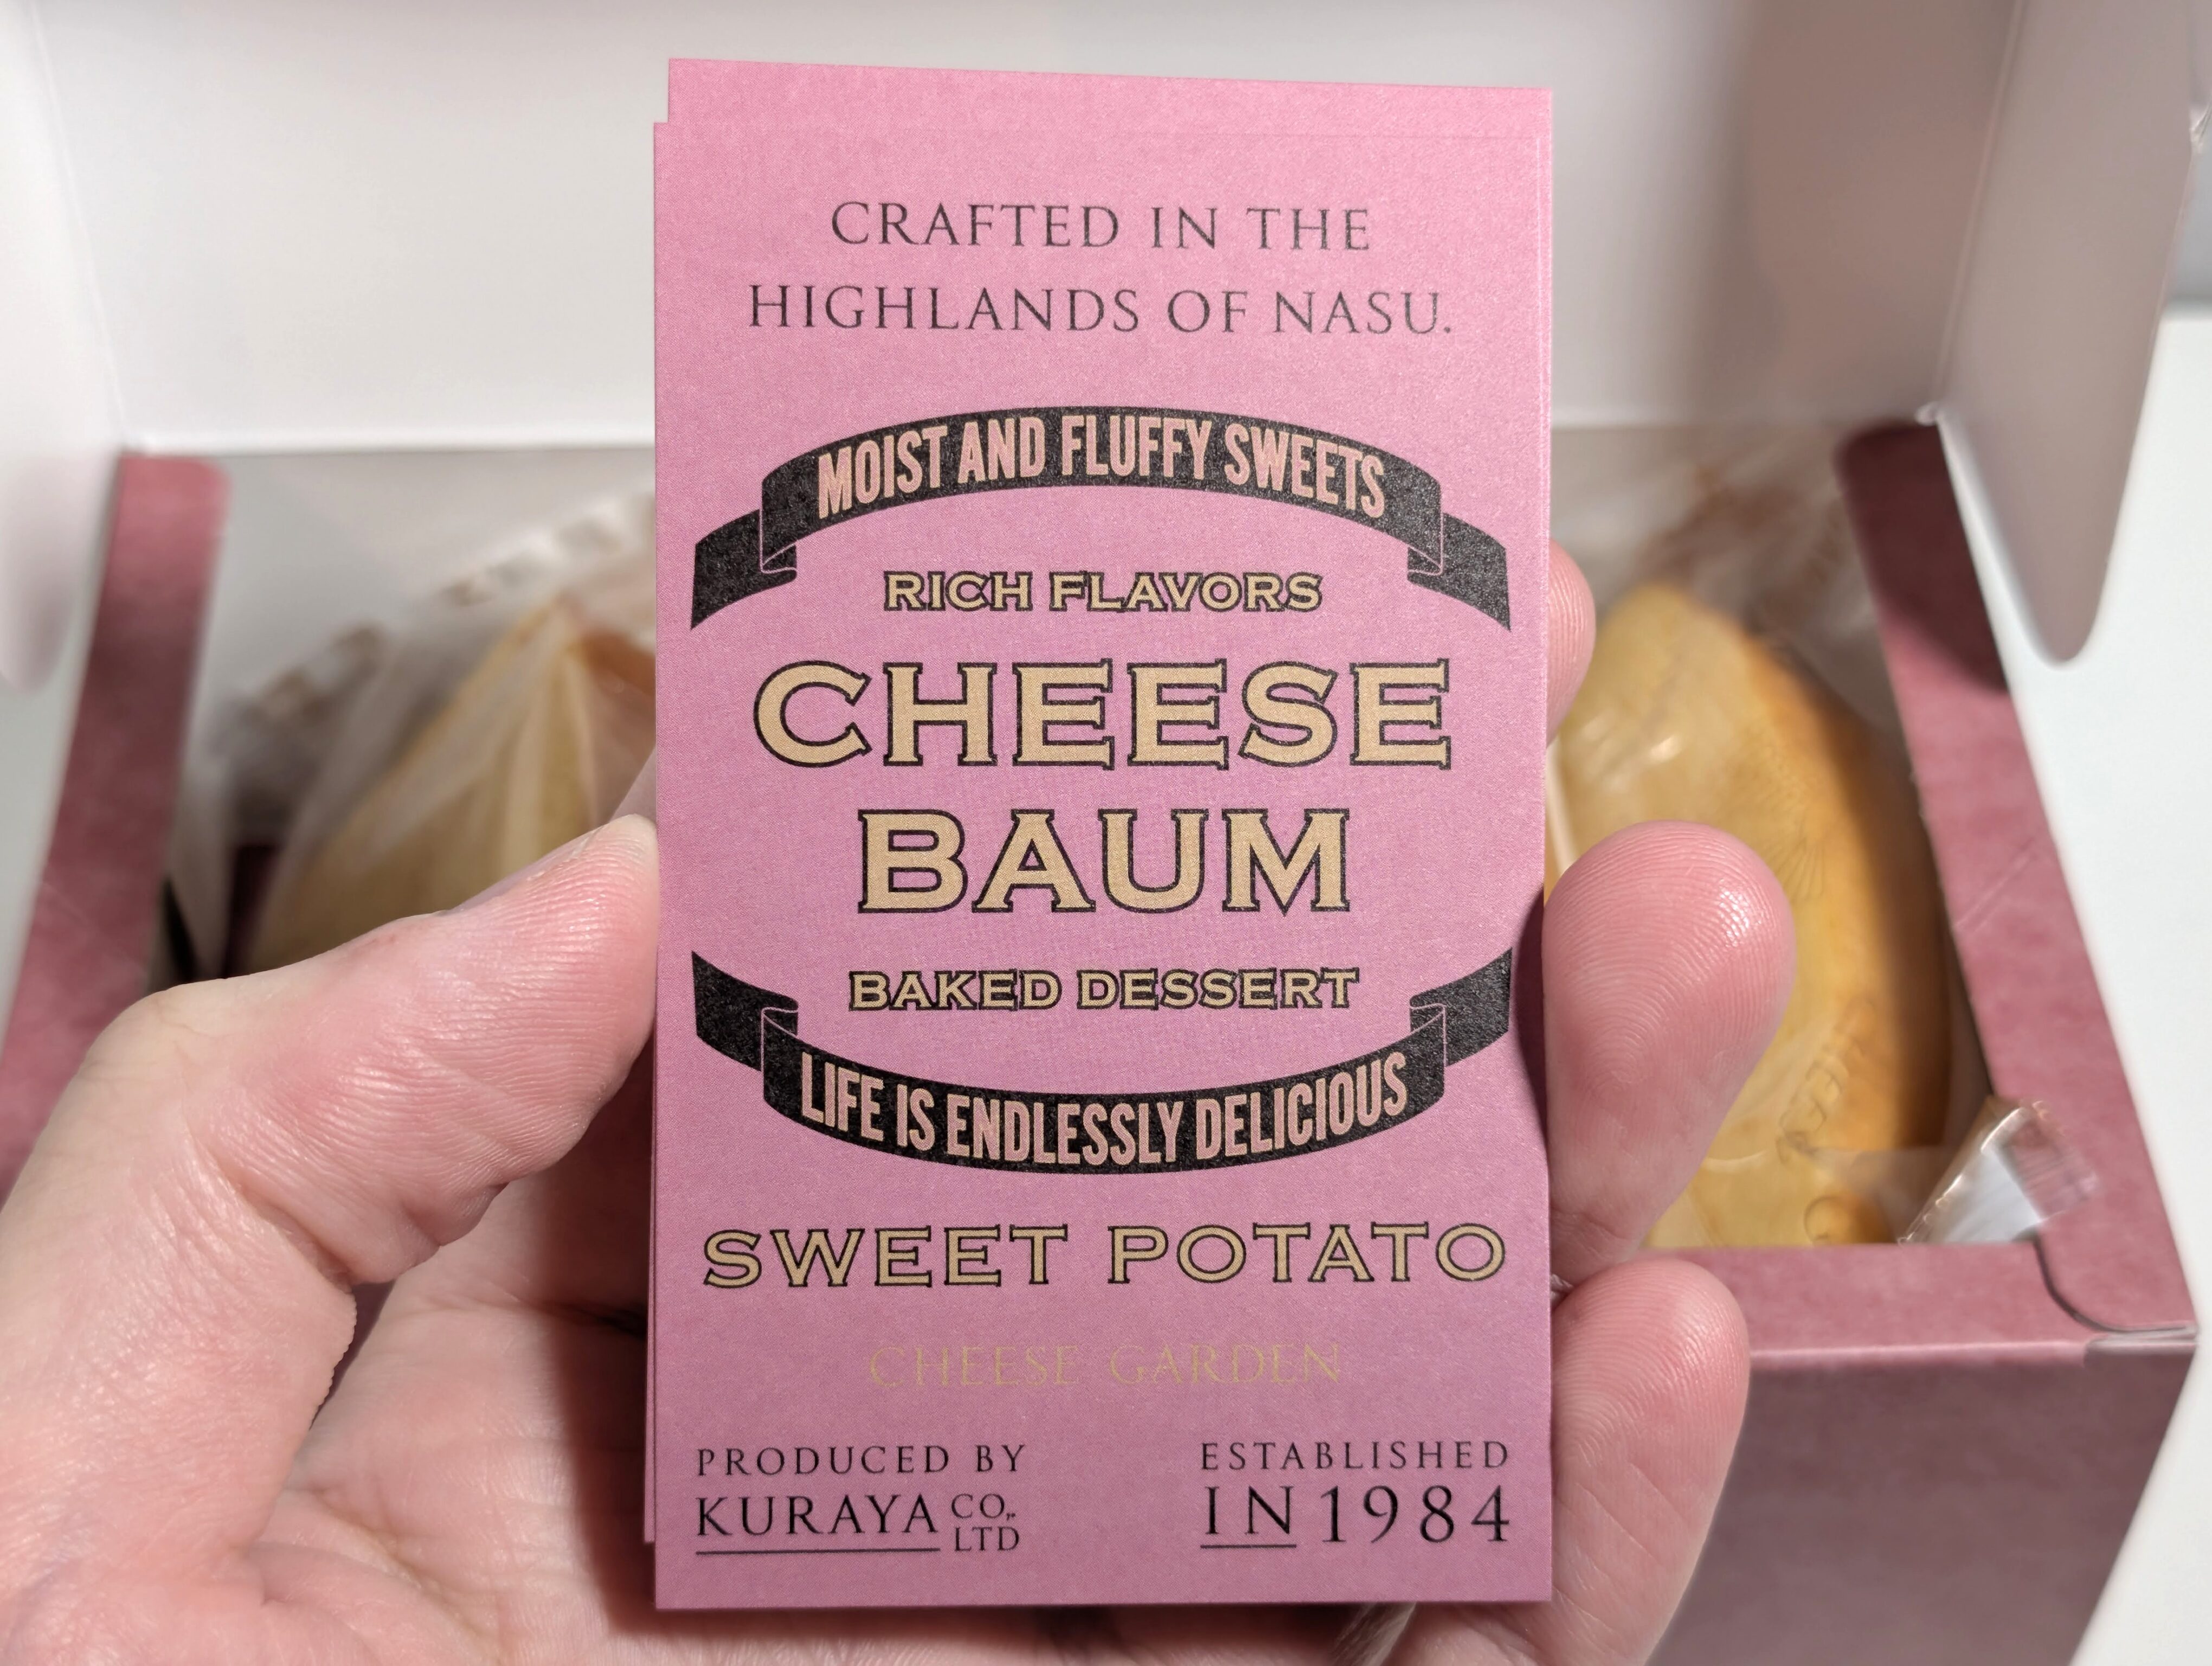 CRAFTED IN THE
HIGHLANDS OF NASU.
MOIST AND FLUFFY SWEETS
RICH FLAVORS
CHEESE
BAUM
BAKED DESSERT
LIFE IS ENDLESSLY DELICIOUS
SWEET POTATO
CHEESE GARDEN
PRODUCED BY
KURAYA CO., LTD
ESTABLISHED
IN 1984